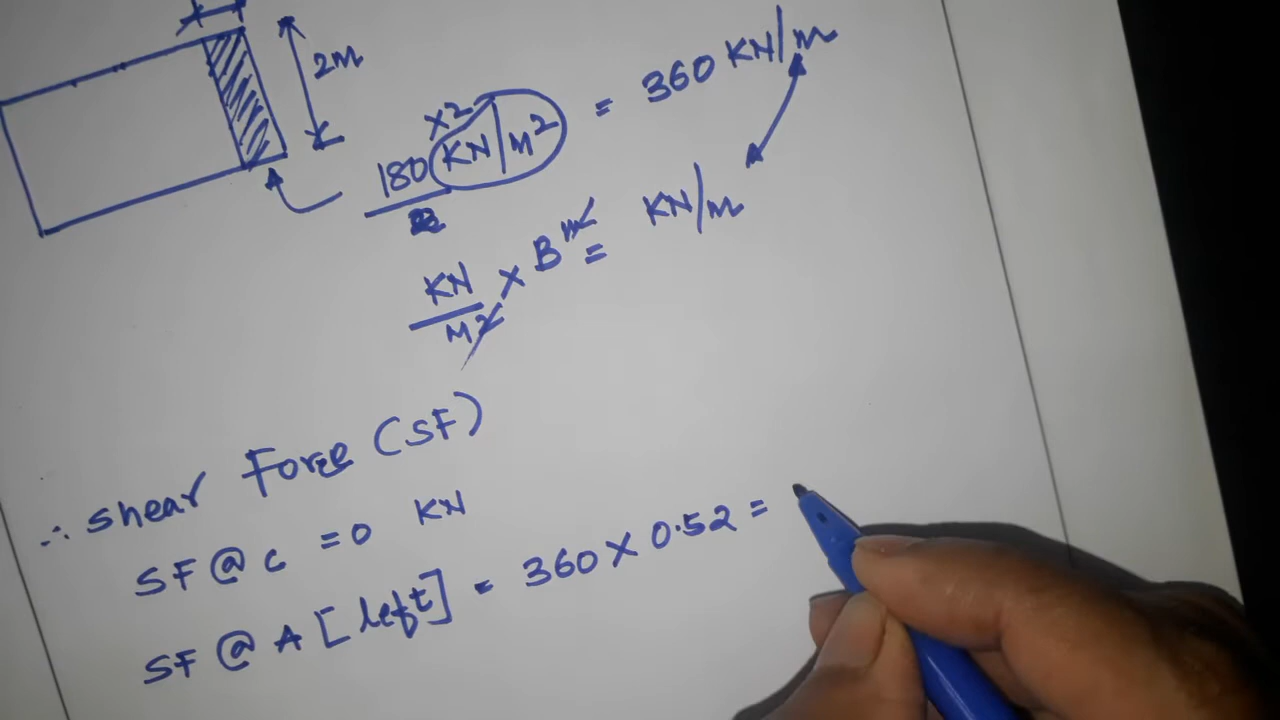 2m
x2
180 KN/M² = 360 KN/m
KN/M² x B m = KN/m
∴ Shear Force (SF)
SF @ C = 0 KN
SF @ A [left] = 360 x 0.52 =